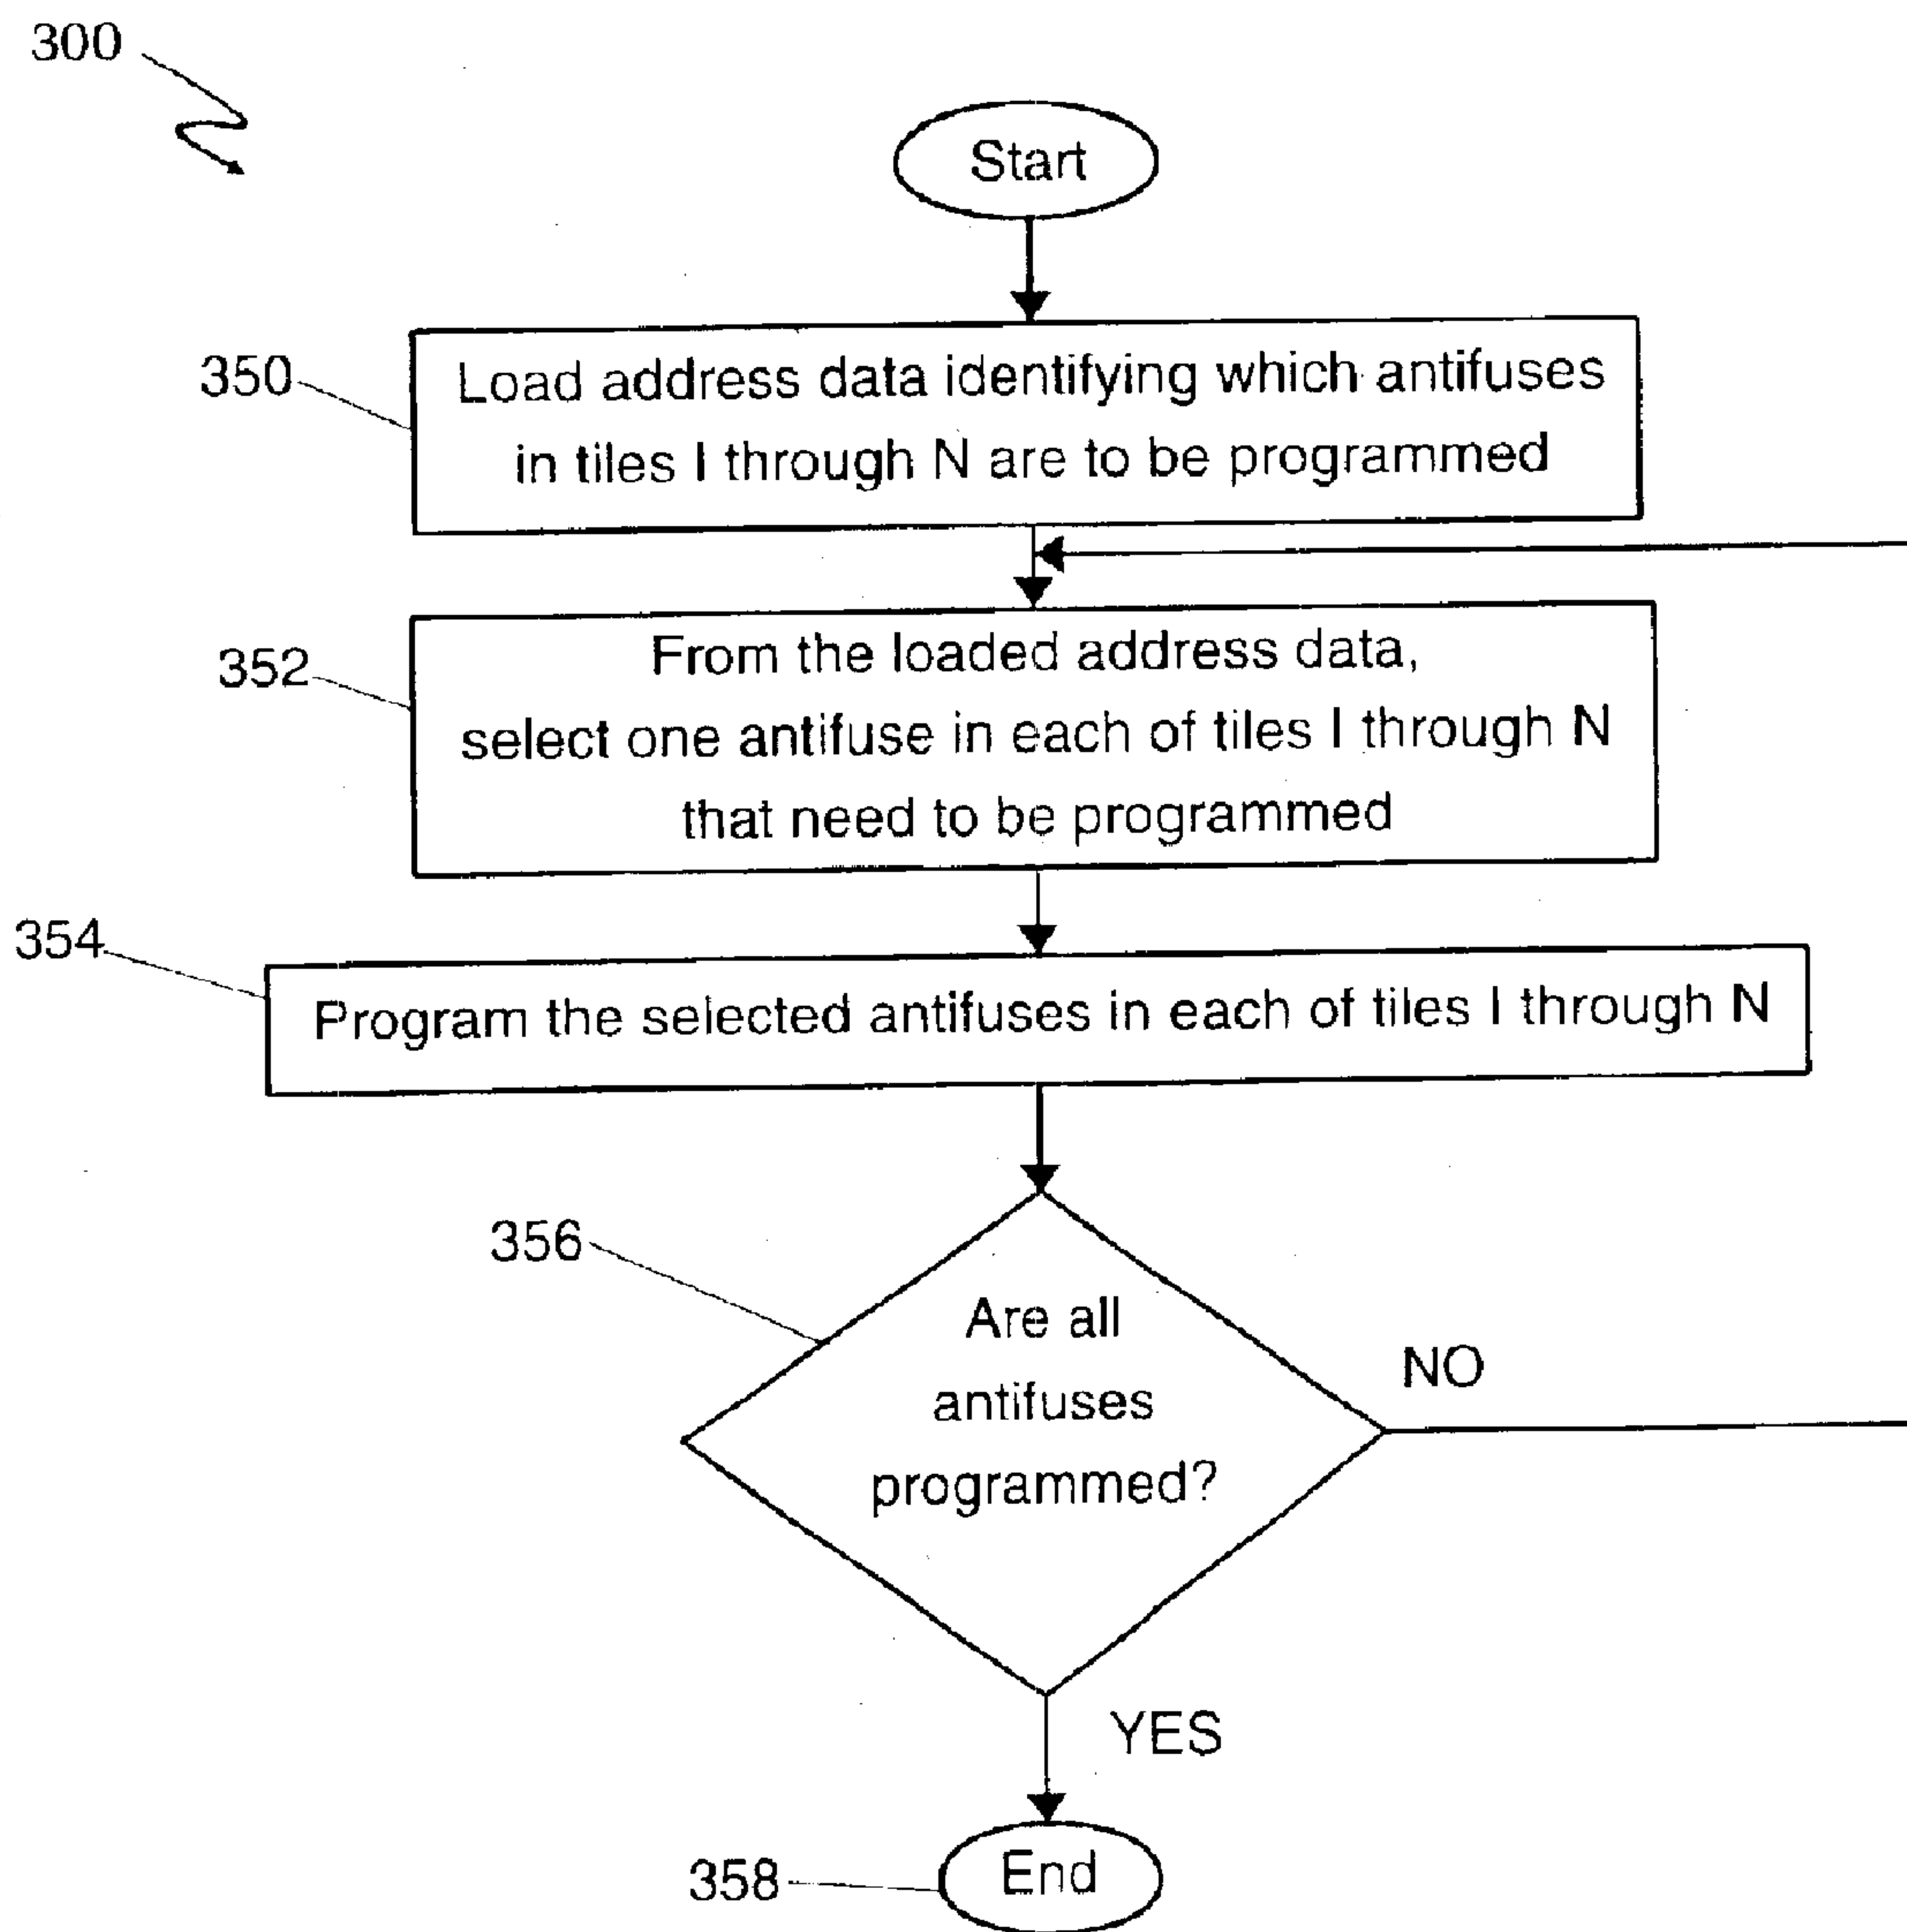 300
Start
350
Load address data identifying which antifuses
in tiles I through N are to be programmed
352
From the loaded address data,
select one antifuse in each of tiles I through N
that need to be programmed
354
Program the selected antifuses in each of tiles I through N
356
Are all
antifuses
programmed?
NO
YES
358
End